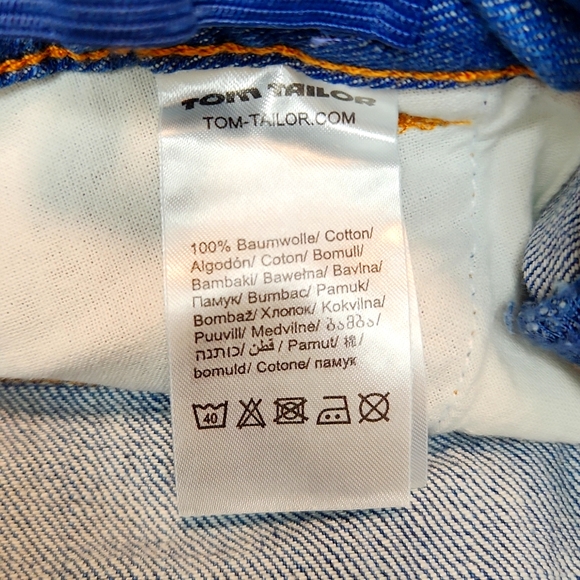 TOM TAILOR
TOM-TAILOR.COM
100% Baumwolle/ Cotton/
Algodón/ Coton/ Bomull/
Bambaki/ Bawełna/ Bavlna/
Памук/ Bumbac/ Pamuk/
Bombaž/ Хлопок/ Kokvilna/
Puuvill/ Medvilnė/ ბამბა/
כותנה/ قطن / Pamut/ 棉/
bomuld/ Cotone/ памук
40